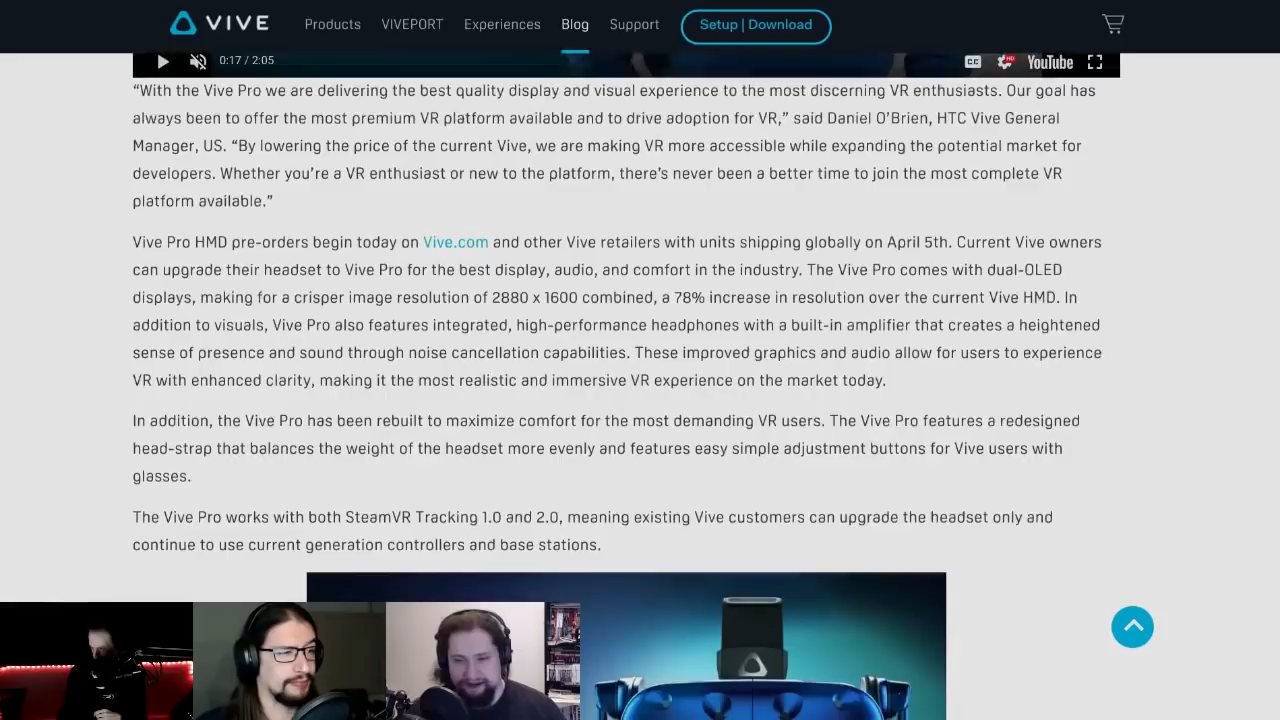 VIVE Products VIVEPORT Experiences Blog Support Setup | Download
0:17 / 2:05 CC HD YouTube
“With the Vive Pro we are delivering the best quality display and visual experience to the most discerning VR enthusiasts. Our goal has
always been to offer the most premium VR platform available and to drive adoption for VR,” said Daniel O’Brien, HTC Vive General
Manager, US. “By lowering the price of the current Vive, we are making VR more accessible while expanding the potential market for
developers. Whether you’re a VR enthusiast or new to the platform, there’s never been a better time to join the most complete VR
platform available.”
Vive Pro HMD pre-orders begin today on Vive.com and other Vive retailers with units shipping globally on April 5th. Current Vive owners
can upgrade their headset to Vive Pro for the best display, audio, and comfort in the industry. The Vive Pro comes with dual-OLED
displays, making for a crisper image resolution of 2880 x 1600 combined, a 78% increase in resolution over the current Vive HMD. In
addition to visuals, Vive Pro also features integrated, high-performance headphones with a built-in amplifier that creates a heightened
sense of presence and sound through noise cancellation capabilities. These improved graphics and audio allow for users to experience
VR with enhanced clarity, making it the most realistic and immersive VR experience on the market today.
In addition, the Vive Pro has been rebuilt to maximize comfort for the most demanding VR users. The Vive Pro features a redesigned
head-strap that balances the weight of the headset more evenly and features easy simple adjustment buttons for Vive users with
glasses.
The Vive Pro works with both SteamVR Tracking 1.0 and 2.0, meaning existing Vive customers can upgrade the headset only and
continue to use current generation controllers and base stations.